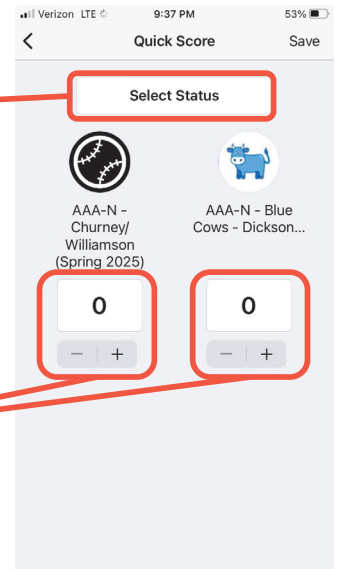 Verizon LTE 9:37 PM 53%
Quick Score Save
Select Status
AAA-N -
Churney/
Williamson
(Spring 2025)
AAA-N - Blue
Cows - Dickson...
0 0
− + − +